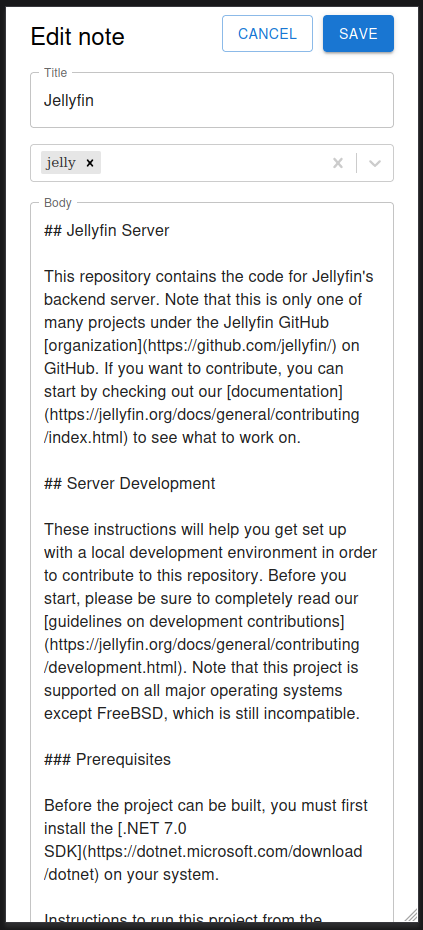 Edit note
CANCEL
SAVE
Title
Jellyfin
jelly ×
Body
## Jellyfin Server
This repository contains the code for Jellyfin's
backend server. Note that this is only one of
many projects under the Jellyfin GitHub
[organization](https://github.com/jellyfin/) on
GitHub. If you want to contribute, you can
start by checking out our [documentation]
(https://jellyfin.org/docs/general/contributing
/index.html) to see what to work on.
## Server Development
These instructions will help you get set up
with a local development environment in order
to contribute to this repository. Before you
start, please be sure to completely read our
[guidelines on development contributions]
(https://jellyfin.org/docs/general/contributing
/development.html). Note that this project is
supported on all major operating systems
except FreeBSD, which is still incompatible.
### Prerequisites
Before the project can be built, you must first
install the [.NET 7.0
SDK](https://dotnet.microsoft.com/download
/dotnet) on your system.
Instructions to run this project from the